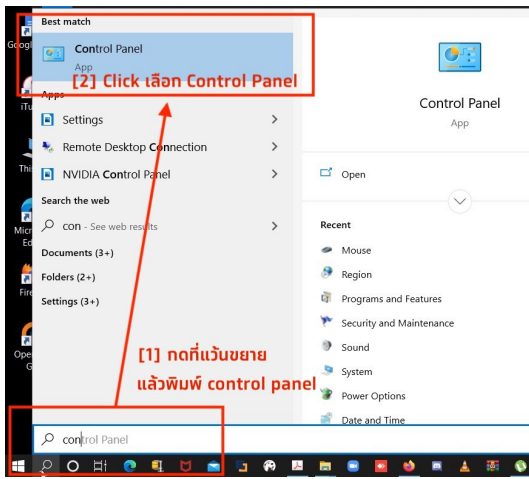 Best match
Control Panel
App
[2] Click เลือก Control Panel
Apps
Settings
Remote Desktop Connection
NVIDIA Control Panel
Search the web
con - See web results
Documents (3+)
Folders (2+)
Settings (3+)
[1] กดที่แว่นขยาย
แล้วพิมพ์ control panel
control Panel
Control Panel
App
Open
Recent
Mouse
Region
Programs and Features
Security and Maintenance
Sound
System
Power Options
Date and Time